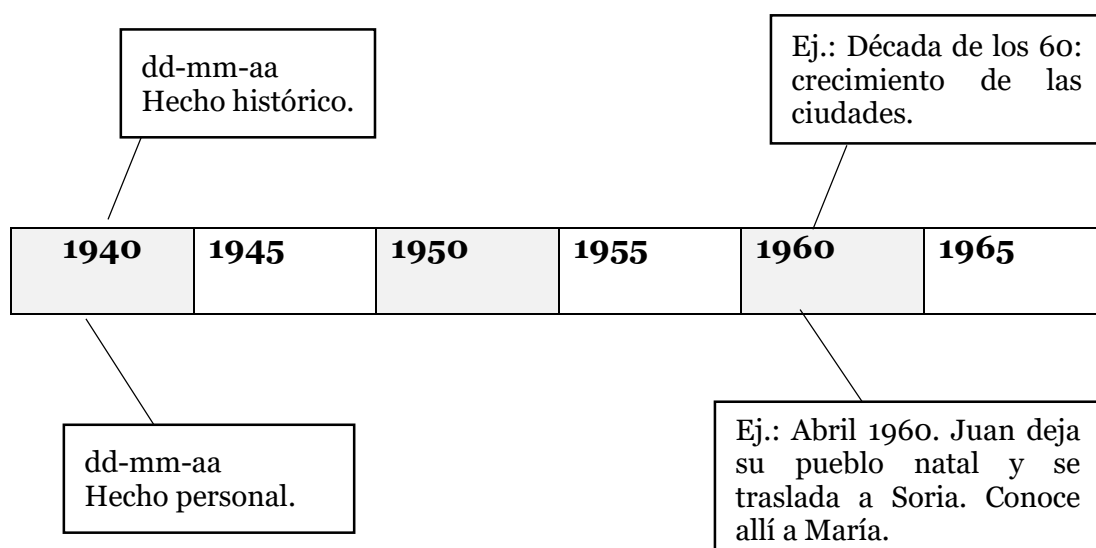 dd-mm-aa
Hecho histórico.
Ej.: Década de los 60:
crecimiento de las
ciudades.
1940 1945 1950 1955 1960 1965
dd-mm-aa
Hecho personal.
Ej.: Abril 1960. Juan deja
su pueblo natal y se
traslada a Soria. Conoce
allí a María.